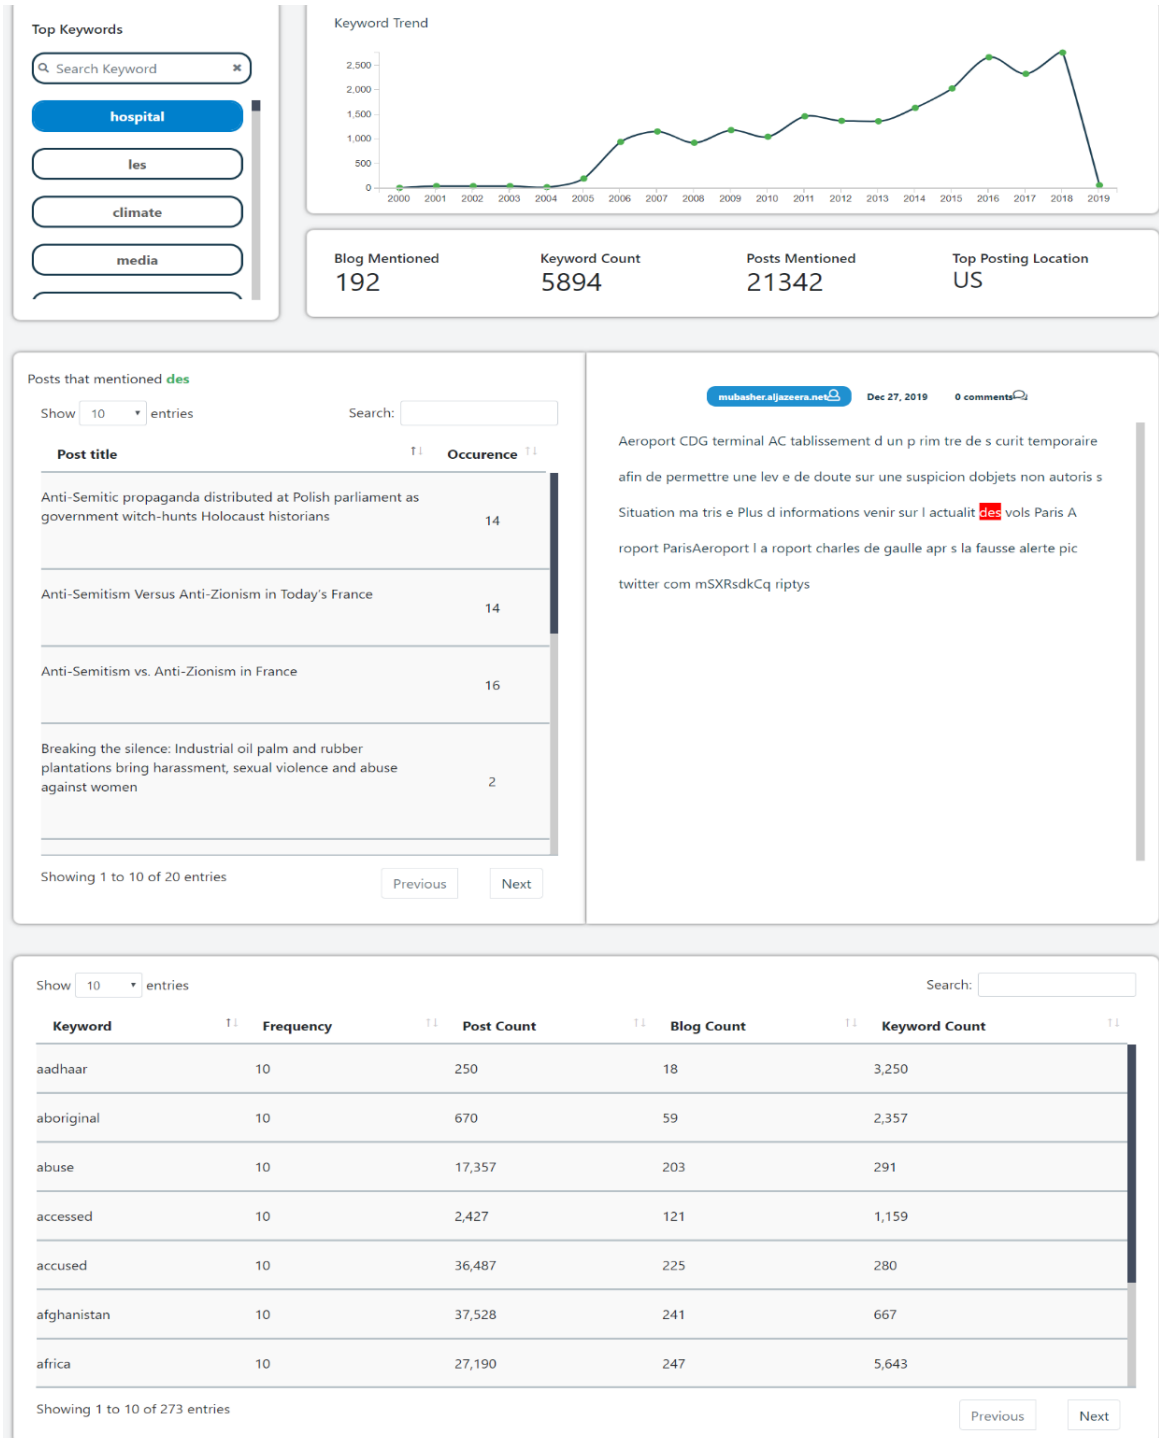 Top Keywords
Search Keyword
hospital
les
climate
media
Keyword Trend
2,500
2,000
1,500
1,000
500
0
2000 2001 2002 2003 2004 2005 2006 2007 2008 2009 2010 2011 2012 2013 2014 2015 2016 2017 2018 2019
Blog Mentioned Keyword Count Posts Mentioned Top Posting Location
192 5894 21342 US
Posts that mentioned des
Show 10 entries Search:
Post title Occurence
Anti-Semitic propaganda distributed at Polish parliament as
government witch-hunts Holocaust historians
14
Anti-Semitism Versus Anti-Zionism in Today's France
14
Anti-Semitism vs. Anti-Zionism in France
16
Breaking the silence: Industrial oil palm and rubber
plantations bring harassment, sexual violence and abuse
against women
2
Showing 1 to 10 of 20 entries
Previous Next
mubasher.aljazeera.net Dec 27, 2019 0 comments
Aeroport CDG terminal AC tablissement d un p rim tre de s curit temporaire
afin de permettre une lev e de doute sur une suspicion dobjets non autoris s
Situation ma tris e Plus d informations venir sur l actualit des vols Paris A
roport ParisAeroport l a roport charles de gaulle apr s la fausse alerte pic
twitter com mSXRsdkCq riptys
Show 10 entries Search:
Keyword Frequency Post Count Blog Count Keyword Count
aadhaar 10 250 18 3,250
aboriginal 10 670 59 2,357
abuse 10 17,357 203 291
accessed 10 2,427 121 1,159
accused 10 36,487 225 280
afghanistan 10 37,528 241 667
africa 10 27,190 247 5,643
Showing 1 to 10 of 273 entries
Previous Next